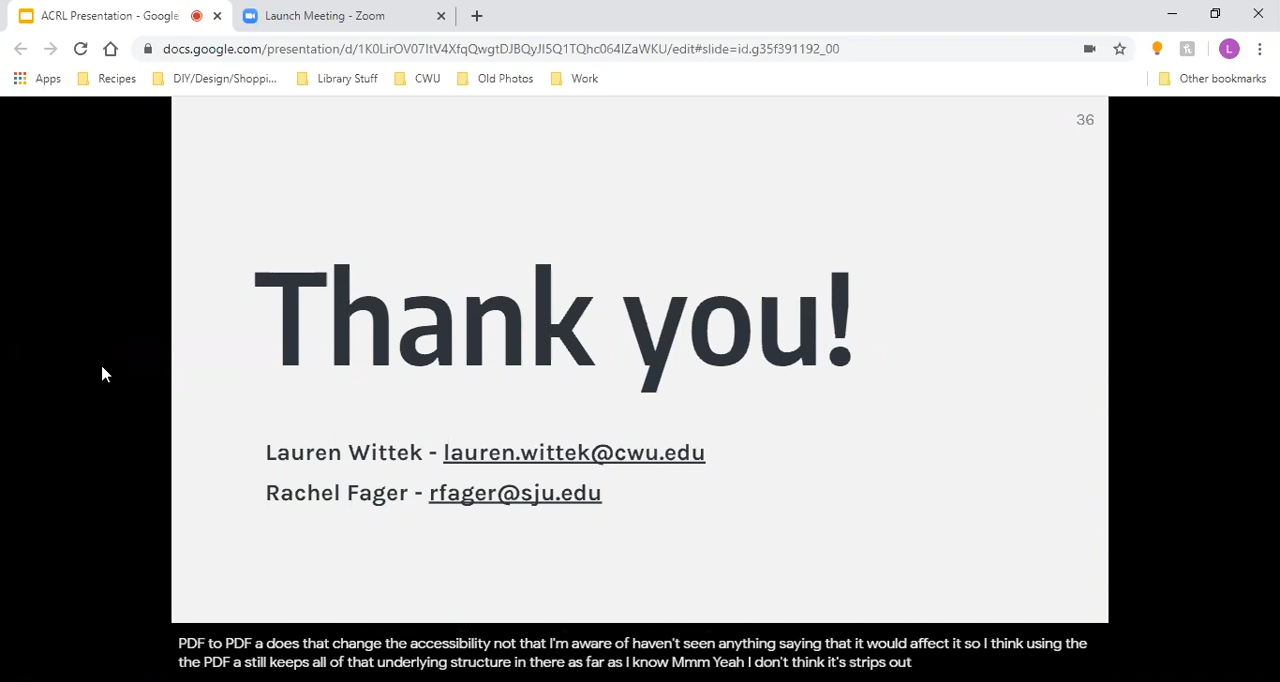 ACRL Presentation - Google
Launch Meeting - Zoom
docs.google.com/presentation/d/1K0LirOV07ItV4XfqQwgtDJBQyJI5Q1TQhc064lZaWKU/edit#slide=id.g35f391192_00
L
Apps
Recipes
DIY/Design/Shoppi...
Library Stuff
CWU
Old Photos
Work
Other bookmarks
36
Thank you!
Lauren Wittek - lauren.wittek@cwu.edu
Rachel Fager - rfager@sju.edu
PDF to PDF a does that change the accessibility not that I'm aware of haven't seen anything saying that it would affect it so I think using the
the PDF a still keeps all of that underlying structure in there as far as I know Mmm Yeah I don't think it's strips out